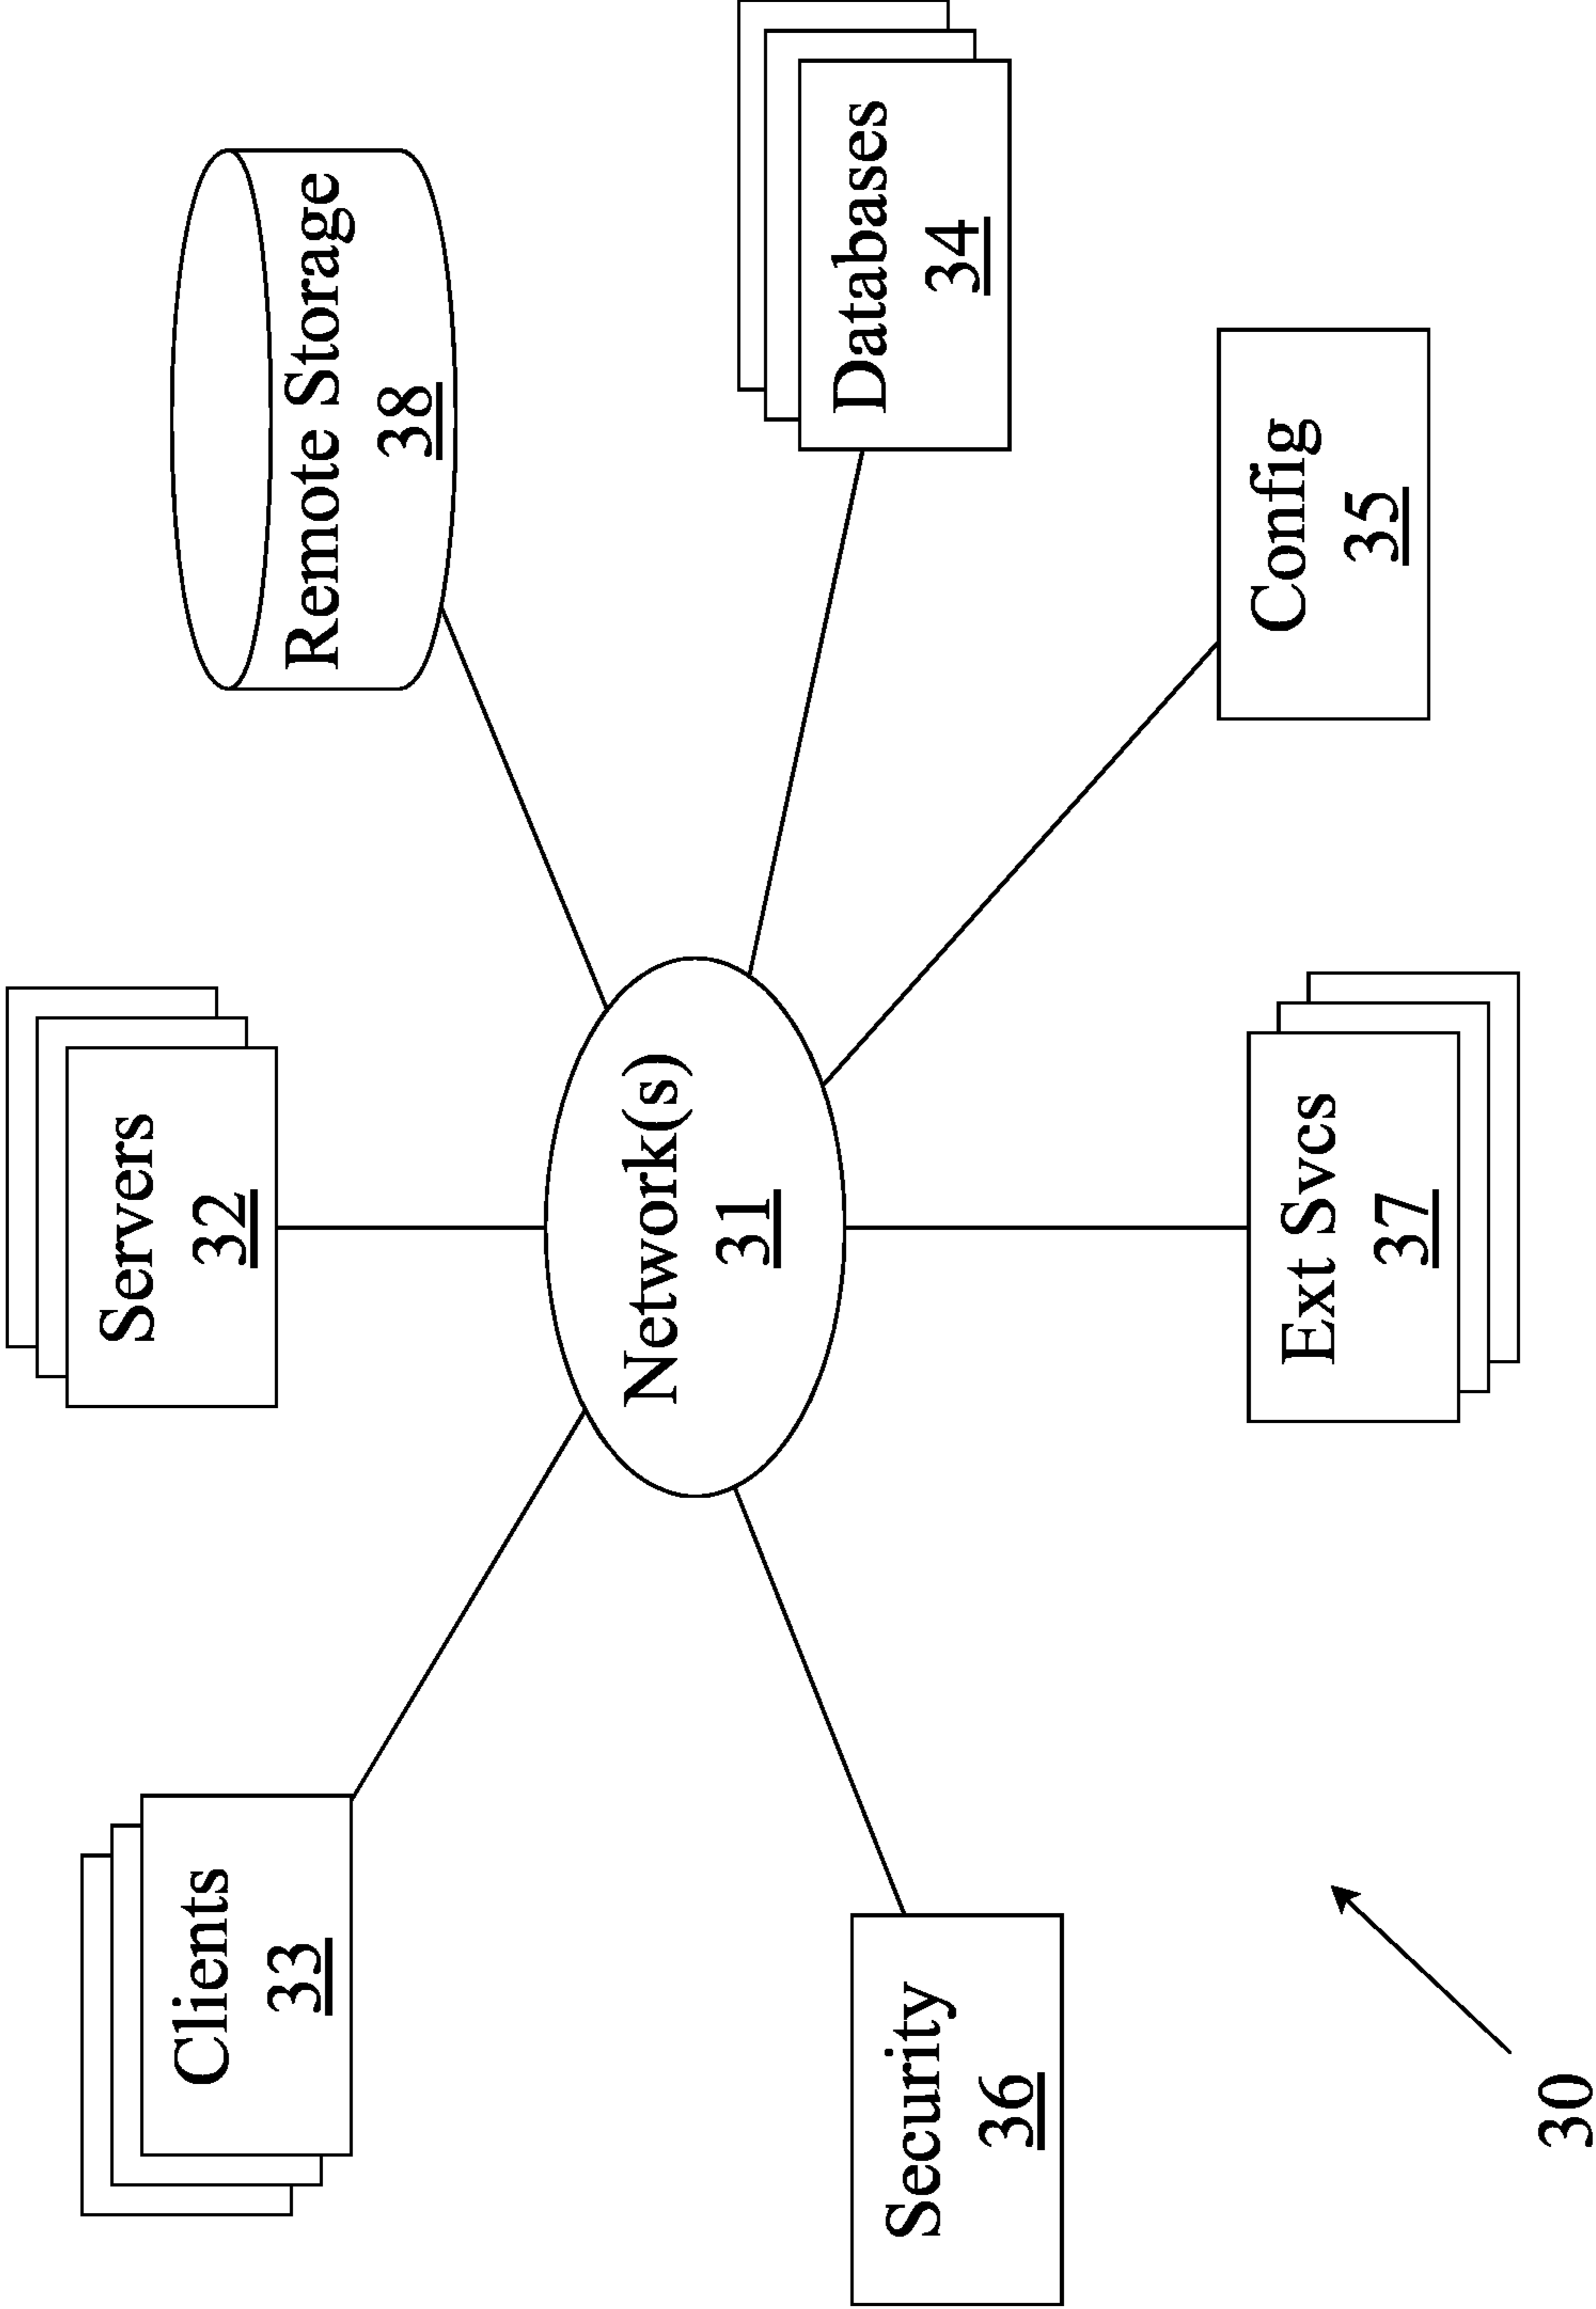 Servers
32
Clients
33
Remote Storage
38
Network(s)
31
Databases
34
Security
36
Config
35
Ext Svcs
37
30